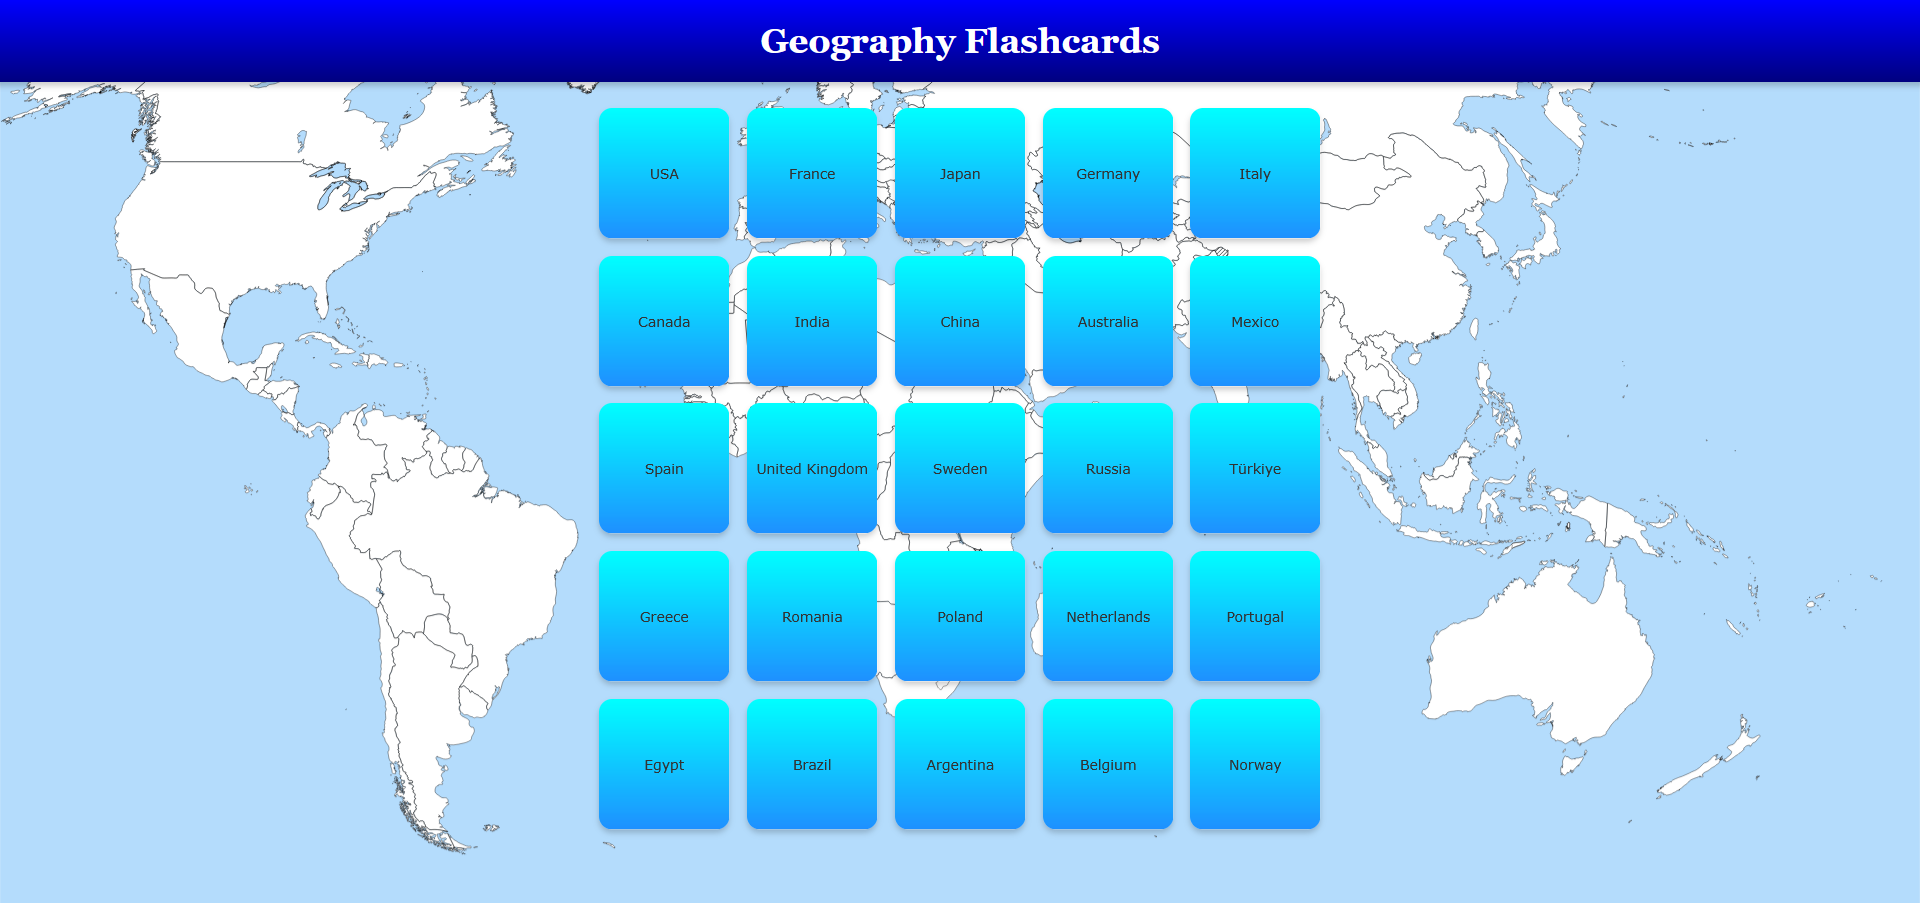 Geography Flashcards
USA
France
Japan
Germany
Italy
Canada
India
China
Australia
Mexico
Spain
United Kingdom
Sweden
Russia
Türkiye
Greece
Romania
Poland
Netherlands
Portugal
Egypt
Brazil
Argentina
Belgium
Norway